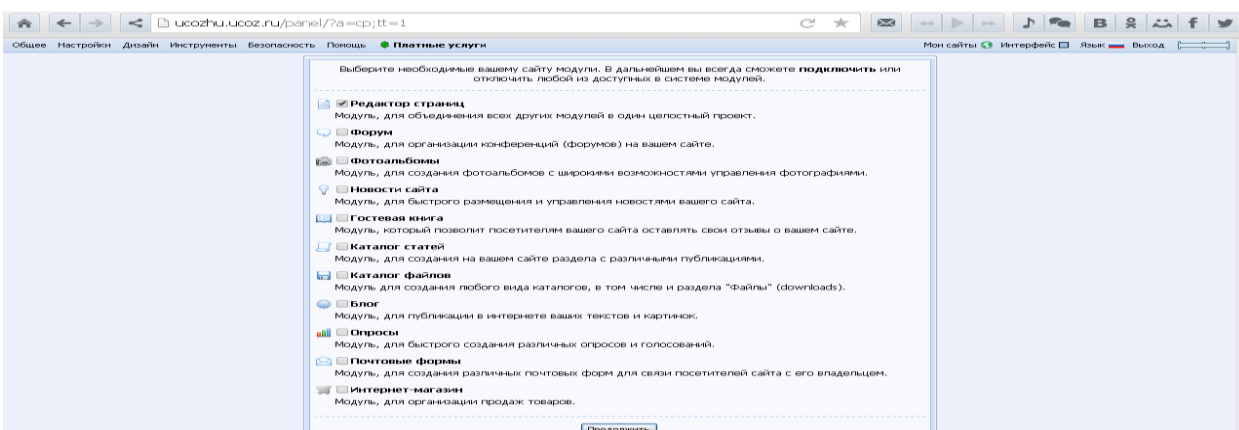 ucozhu.ucoz.ru/panel/?a=cp;tt=1
Общее Настройки Дизайн Инструменты Безопасность Помощь Платные услуги Мои сайты Интерфейс Язык Выход
Выберите необходимые вашему сайту модули. В дальнейшем вы всегда сможете подключить или
отключить любой из доступных в системе модулей.
Редактор страниц
Модуль, для объединения всех других модулей в один целостный проект.
Форум
Модуль, для организации конференций (форумов) на вашем сайте.
Фотоальбомы
Модуль, для создания фотоальбомов с широкими возможностями управления фотографиями.
Новости сайта
Модуль, для быстрого размещения и управления новостями вашего сайта.
Гостевая книга
Модуль, который позволит посетителям вашего сайта оставлять свои отзывы о вашем сайте.
Каталог статей
Модуль, для создания на вашем сайте раздела с различными публикациями.
Каталог файлов
Модуль для создания любого вида каталогов, в том числе и раздела "Файлы" (downloads).
Блог
Модуль, для публикации в интернете ваших текстов и картинок.
Опросы
Модуль, для быстрого создания различных опросов и голосований.
Почтовые формы
Модуль, для создания различных почтовых форм для связи посетителей сайта с его владельцем.
Интернет-магазин
Модуль, для организации продаж товаров.
Продолжить